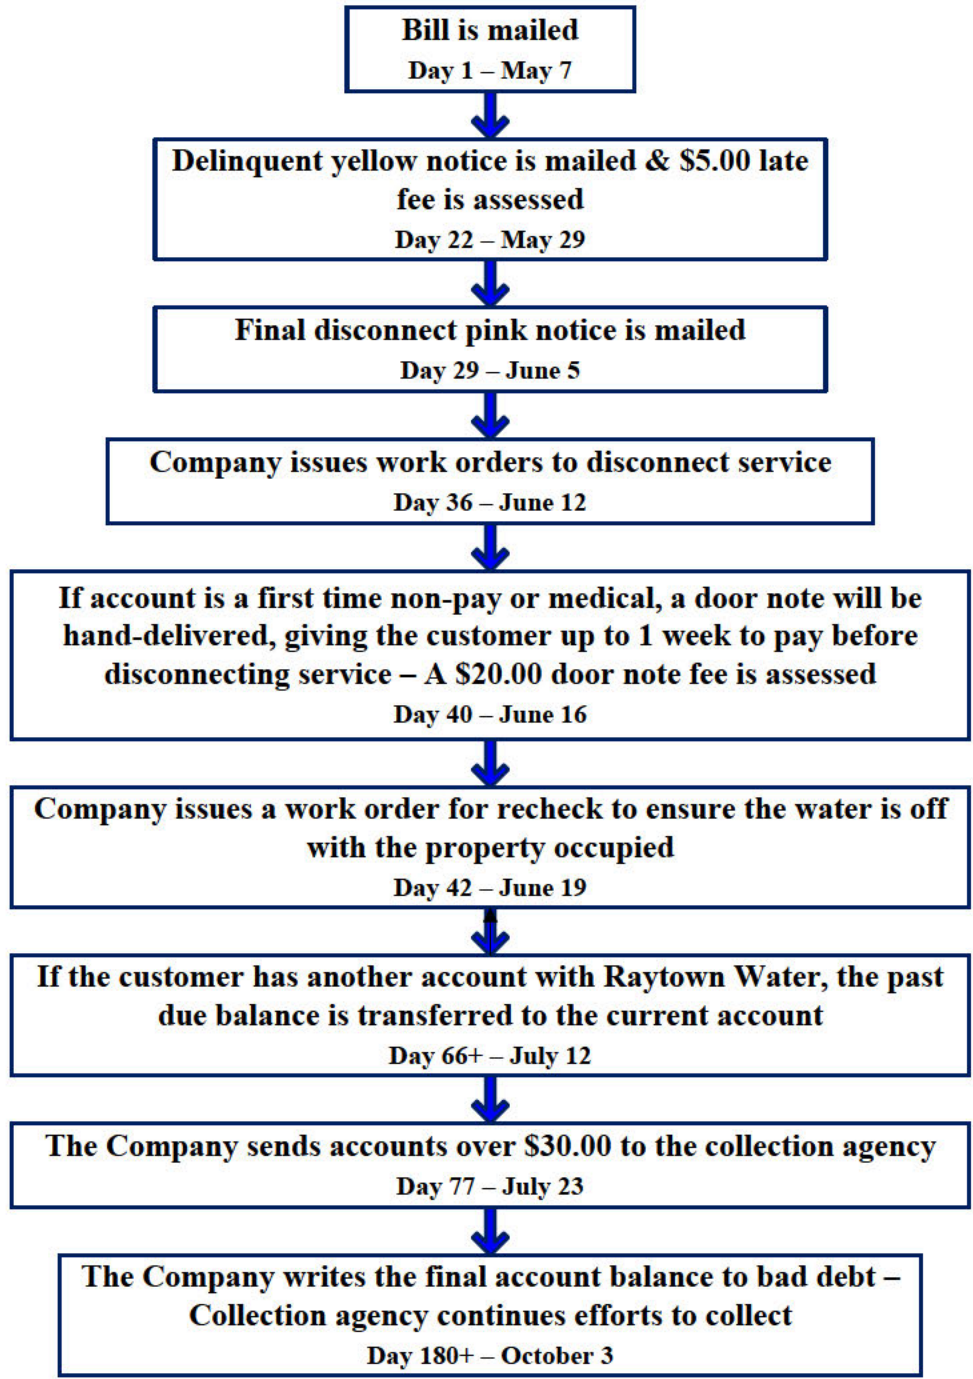 Bill is mailed
Day 1 – May 7
Delinquent yellow notice is mailed & $5.00 late
fee is assessed
Day 22 – May 29
Final disconnect pink notice is mailed
Day 29 – June 5
Company issues work orders to disconnect service
Day 36 – June 12
If account is a first time non-pay or medical, a door note will be
hand-delivered, giving the customer up to 1 week to pay before
disconnecting service – A $20.00 door note fee is assessed
Day 40 – June 16
Company issues a work order for recheck to ensure the water is off
with the property occupied
Day 42 – June 19
If the customer has another account with Raytown Water, the past
due balance is transferred to the current account
Day 66+ – July 12
The Company sends accounts over $30.00 to the collection agency
Day 77 – July 23
The Company writes the final account balance to bad debt –
Collection agency continues efforts to collect
Day 180+ – October 3